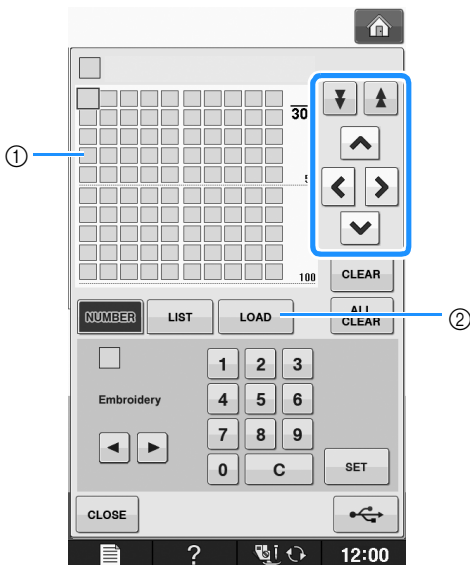 30
①
100
CLEAR
NUMBER LIST LOAD
ALL
CLEAR
②
1 2 3
Embroidery
4 5 6
7 8 9
0 C
SET
CLOSE
? 12:00